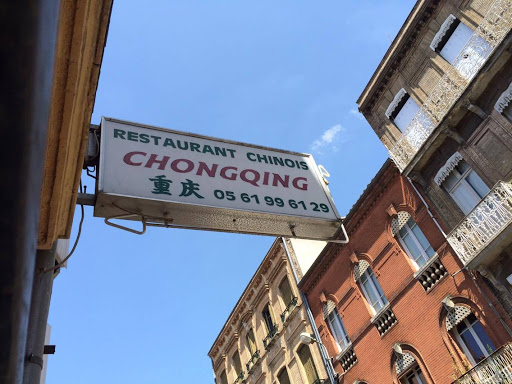 RESTAURANT CHINOIS
CHONGQING
重庆 05 61 99 61 29